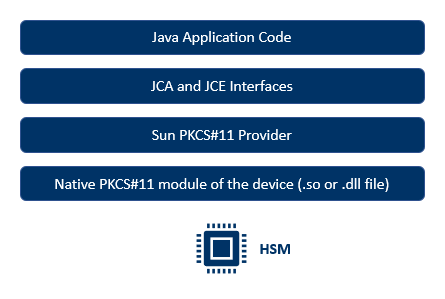 Java Application Code
JCA and JCE Interfaces
Sun PKCS#11 Provider
Native PKCS#11 module of the device (.so or .dll file)
HSM